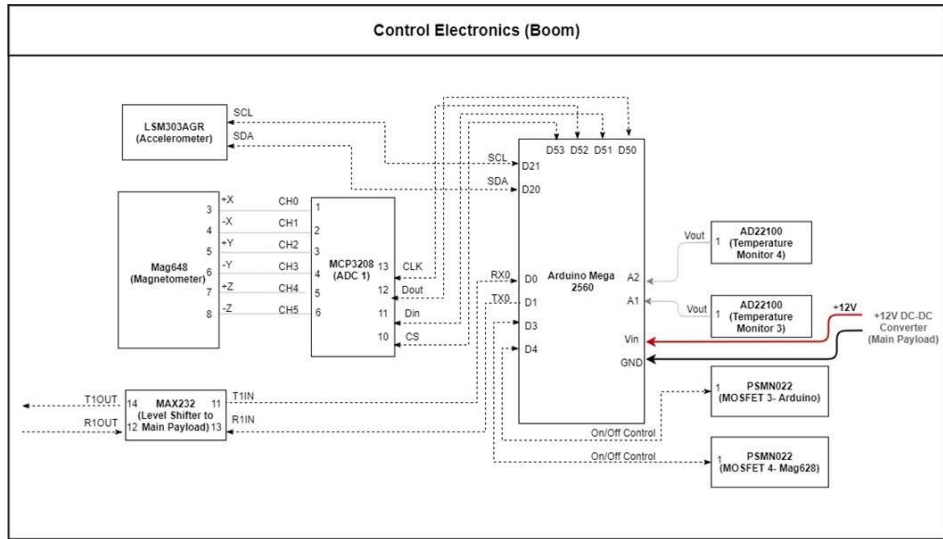 Control Electronics (Boom)
LSM303AGR
(Accelerometer)
SCL
SDA
SCL
SDA
D53 D52 D51 D50
D21
D20
Mag648
(Magnetometer)
3
4
5
6
7
8
+X
-X
+Y
-Y
+Z
-Z
CH0
CH1
CH2
CH3
CH4
CH5
1
2
3
4
5
6
MCP3208
(ADC 1)
13
12
11
10
CLK
Dout
Din
CS
RX0
TX0
D0
D1
D3
D4
Arduino Mega
2560
A2
A1
Vin
GND
Vout
1
AD22100
(Temperature
Monitor 4)
Vout
1
AD22100
(Temperature
Monitor 3)
+12V
+12V DC-DC
Converter
(Main Payload)
1
PSMN022
(MOSFET 3- Arduino)
On/Off Control
1
PSMN022
(MOSFET 4- Mag628)
On/Off Control
T1OUT
R1OUT
14
12
MAX232
(Level Shifter to
Main Payload)
11
13
T1IN
R1IN